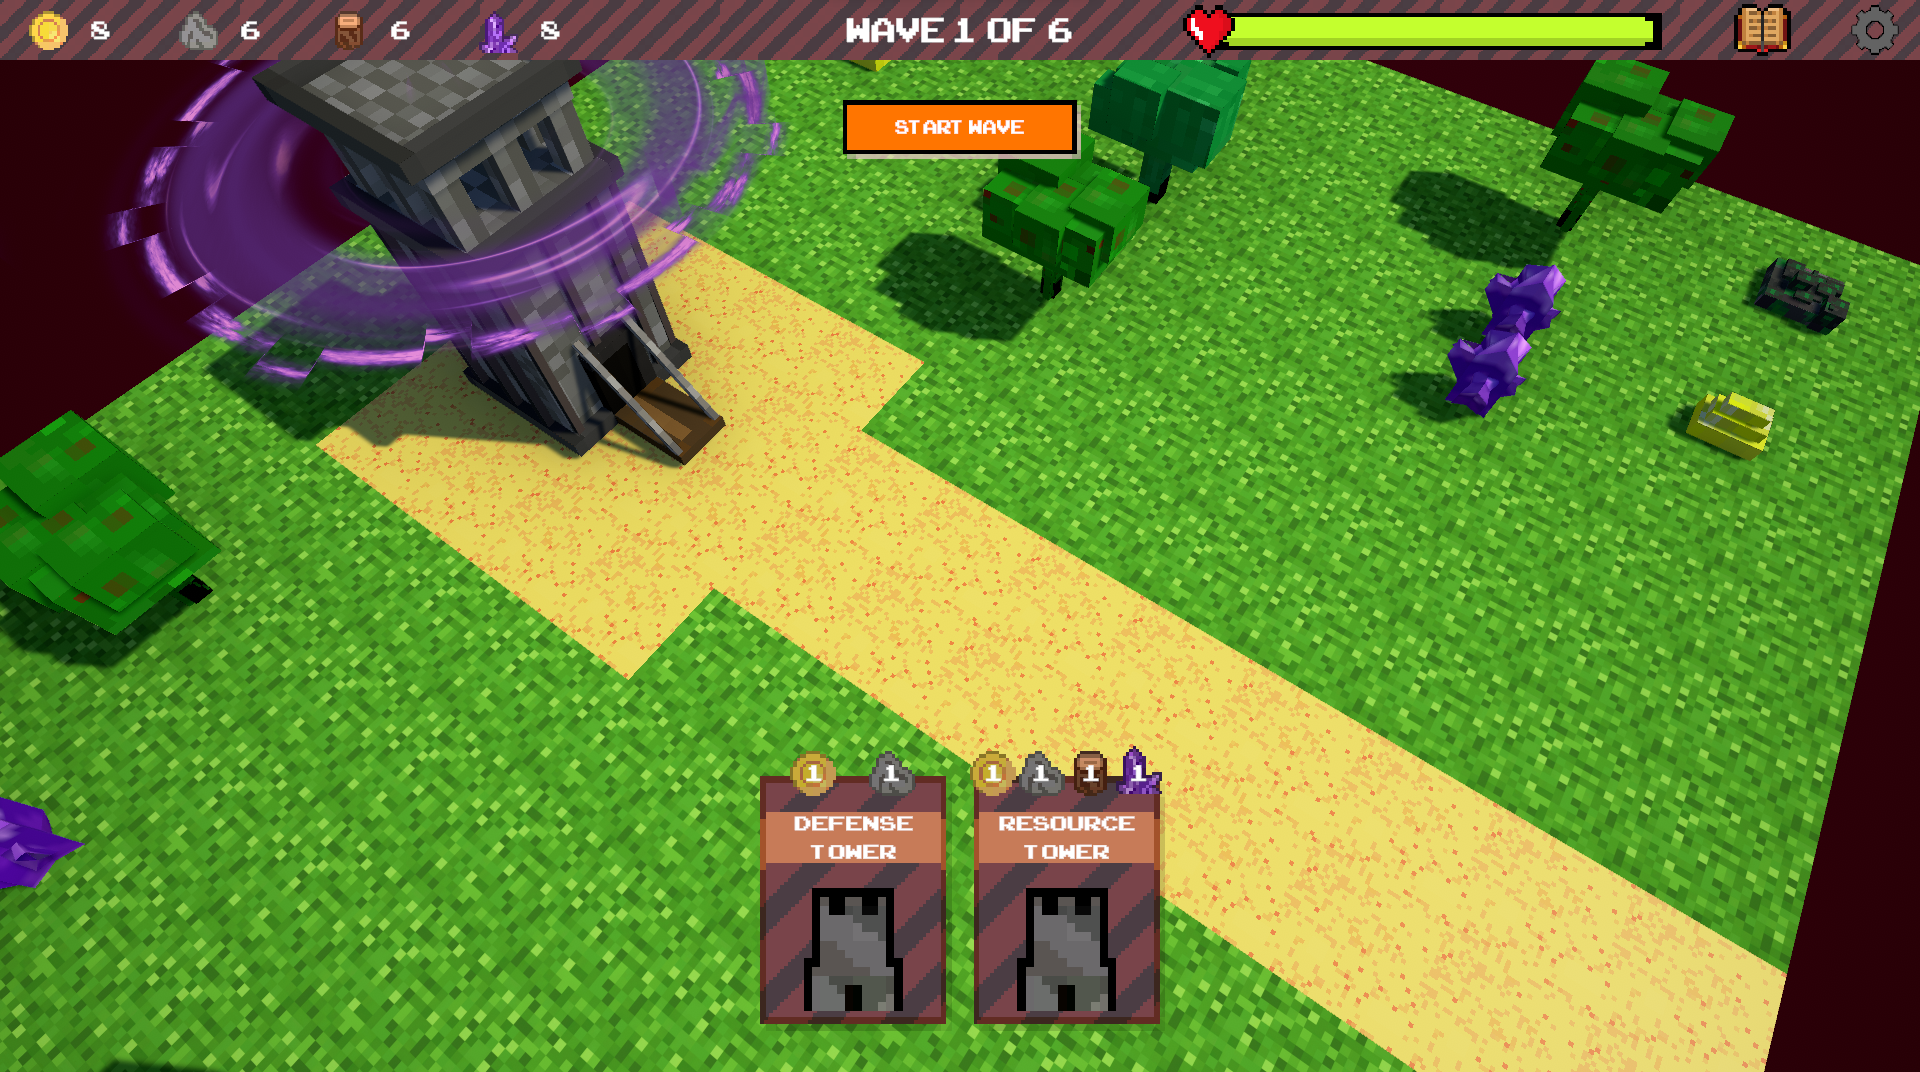 8 6 6 8 WAVE 1 OF 6
START WAVE
1 1 1 1 1 1
DEFENSE
TOWER
RESOURCE
TOWER